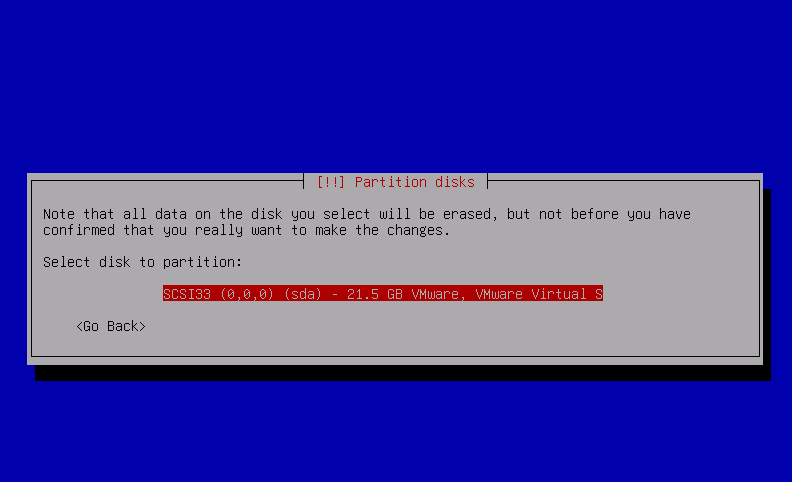 [!!] Partition disks
Note that all data on the disk you select will be erased, but not before you have
confirmed that you really want to make the changes.
Select disk to partition:
SCSI33 (0,0,0) (sda) - 21.5 GB VMware, VMware Virtual S
<Go Back>